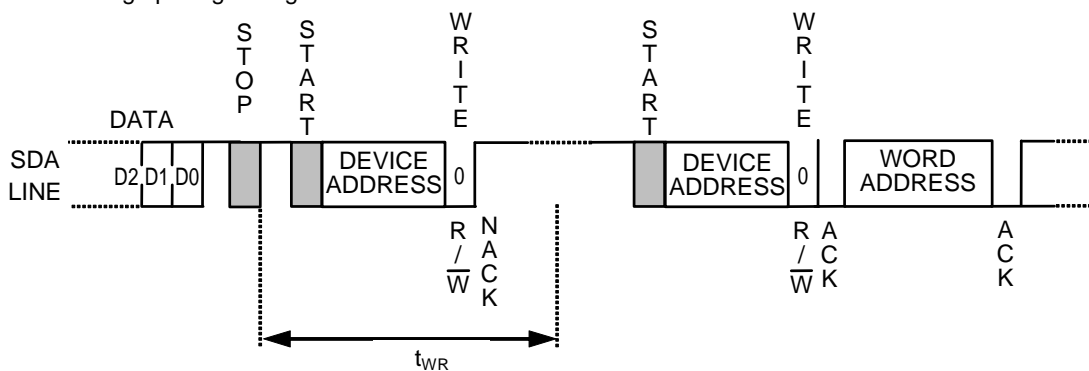 STOP
START
WRITE
START
WRITE
DATA
SDA LINE
D2 D1 D0
DEVICE ADDRESS
0
DEVICE ADDRESS
0
WORD ADDRESS
R/W
NACK
R/W
ACK
ACK
tWR